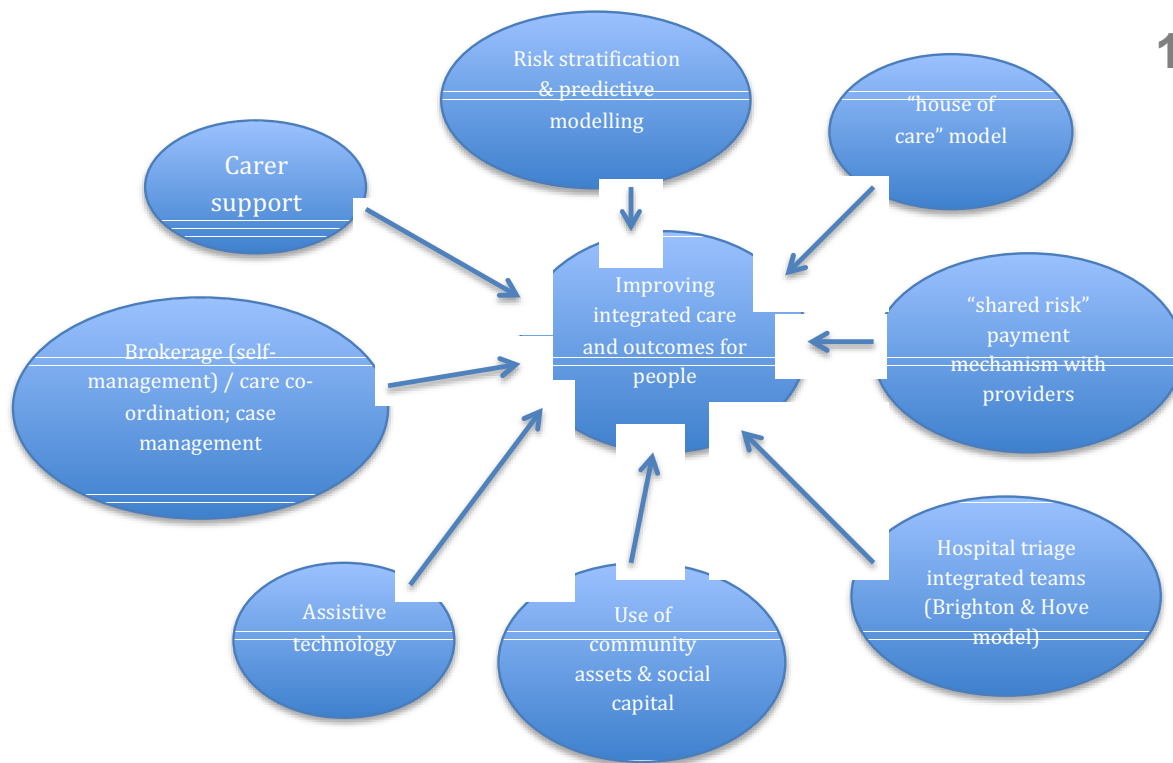 1
Risk stratification
& predictive
modelling
“house of
care” model
Carer
support
Improving
integrated care
and outcomes for
people
“shared risk”
payment
mechanism with
providers
Brokerage (self-
management) / care co-
ordination; case
management
Hospital triage
integrated teams
(Brighton & Hove
model)
Assistive
technology
Use of
community
assets & social
capital